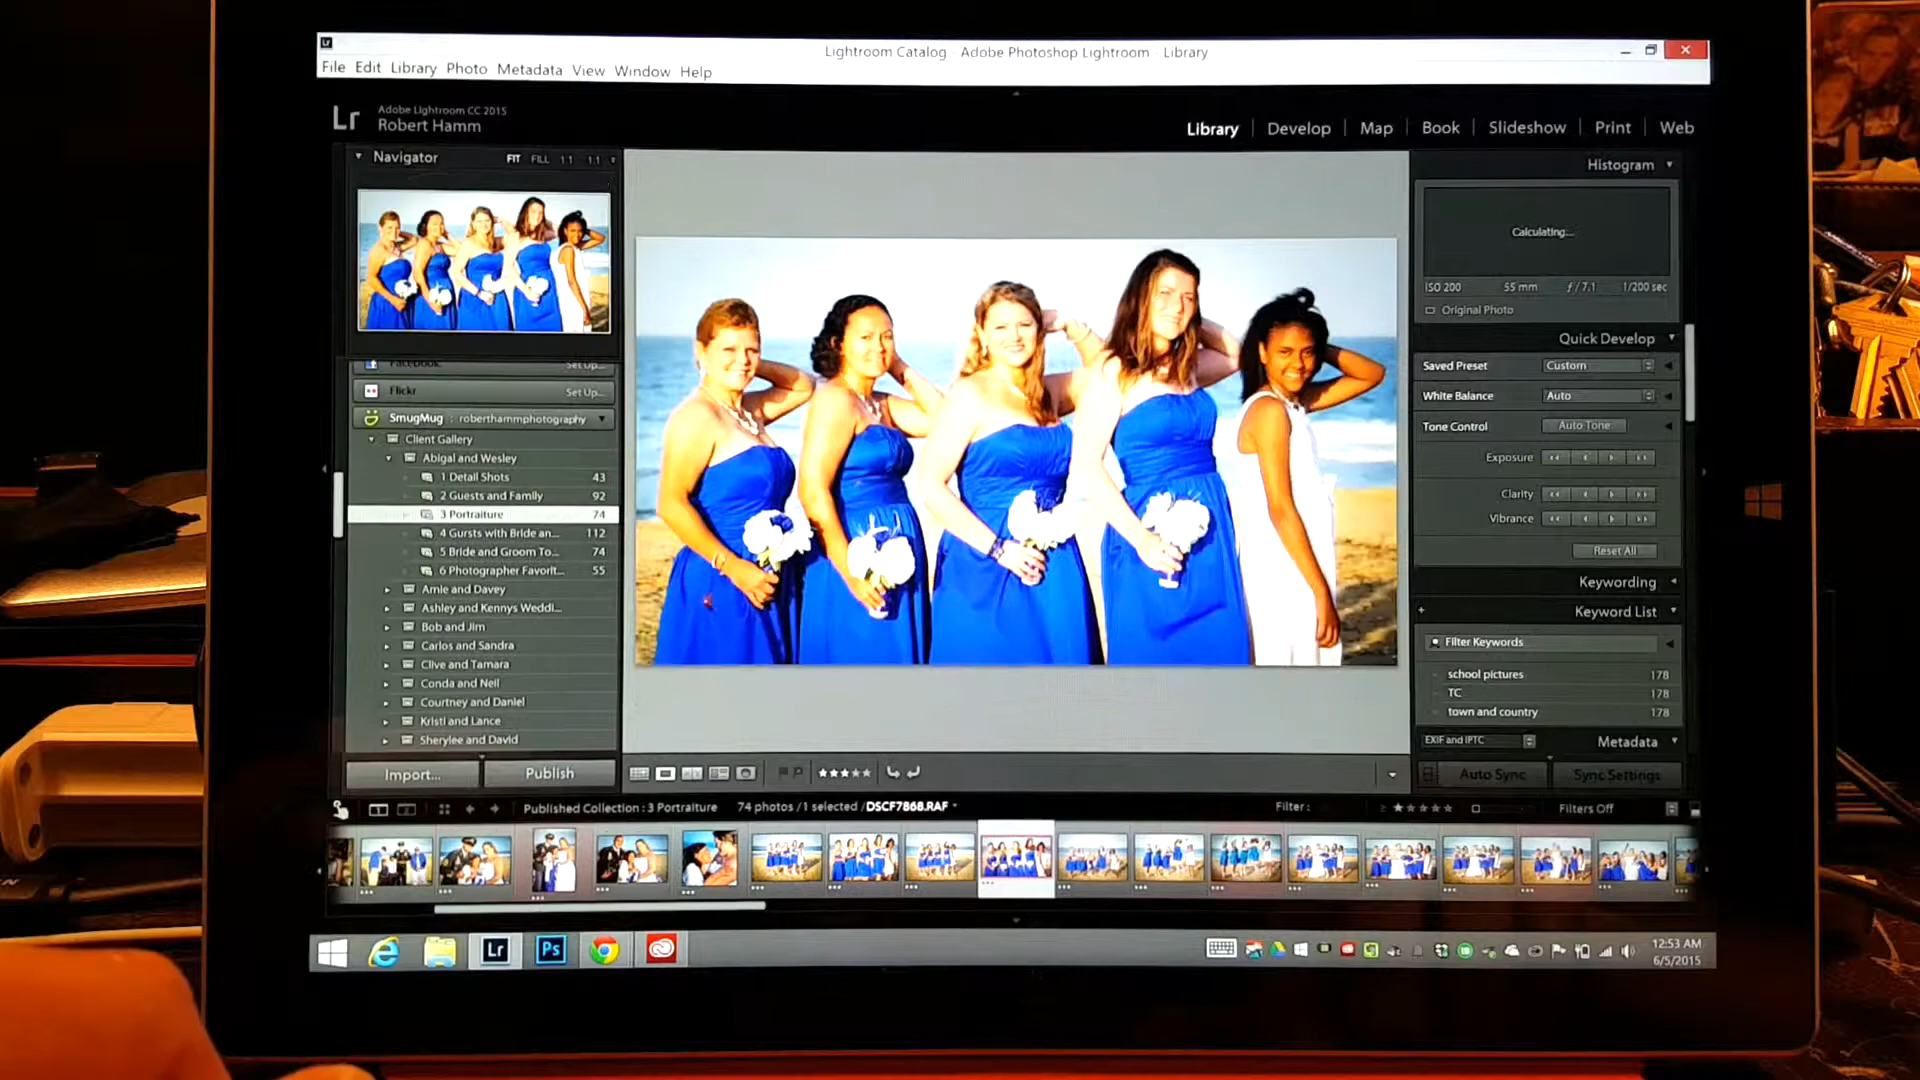 Lr
Lightroom Catalog - Adobe Photoshop Lightroom - Library
File Edit Library Photo Metadata View Window Help
Lr
Adobe Lightroom CC 2015
Robert Hamm
Library | Develop | Map | Book | Slideshow | Print | Web
Navigator FIT FILL 1:1 1:1
Facebook Set Up...
Flickr Set Up...
SmugMug : roberthammphotography
Client Gallery
Abigal and Wesley
1 Detail Shots 43
2 Guests and Family 92
3 Portraiture 74
4 Gursts with Bride an... 112
5 Bride and Groom To... 74
6 Photographer Favorit... 55
Amie and Davey
Ashley and Kennys Weddi...
Bob and Jim
Carlos and Sandra
Clive and Tamara
Conda and Neil
Courtney and Daniel
Kristi and Lance
Sherylee and David
Import... Publish
Histogram
Calculating...
ISO 200 55 mm ƒ / 7.1 1/200 sec
Original Photo
Quick Develop
Saved Preset Custom
White Balance Auto
Tone Control Auto Tone
Exposure
Clarity
Vibrance
Reset All
Keywording
Keyword List
Filter Keywords
school pictures 178
TC 178
town and country 178
EXIF and IPTC Metadata
Auto Sync Sync Settings
Published Collection : 3 Portraiture 74 photos / 1 selected / DSCF7868.RAF
Filter : Filters Off
Lr Ps
12:53 AM
6/5/2015